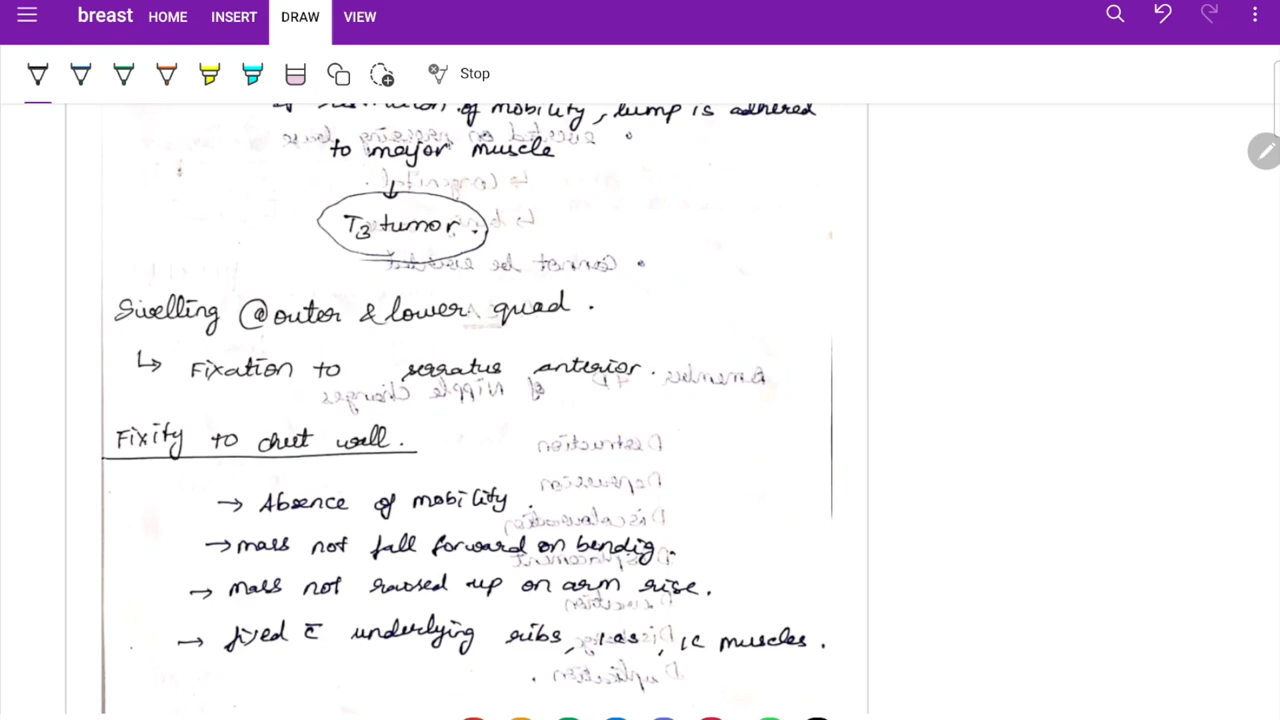 breast HOME INSERT DRAW VIEW
Stop
of mobility, lump is adhered
to major muscle
T3 tumor.
Swelling @ outer & lower quad.
↳ Fixation to serratus anterior.
Fixity to chest wall.
→ Absence of mobility.
→ mass not fall forward on bendig.
→ mass not raised up on arm rise.
→ fixed c̄ underlying ribs, , IC muscles.